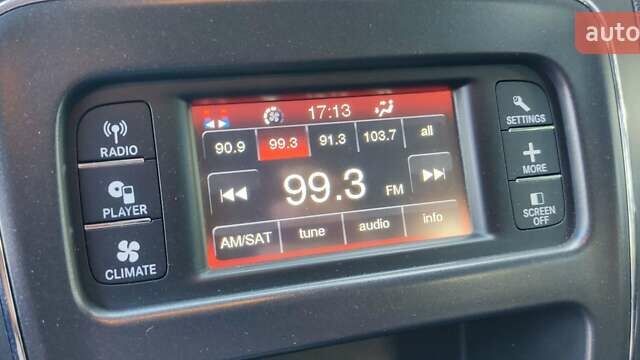 auto
17:13
90.9 99.3 91.3 103.7 all
99.3 FM
AM/SAT tune audio info
RADIO
PLAYER
CLIMATE
SETTINGS
MORE
SCREEN
OFF